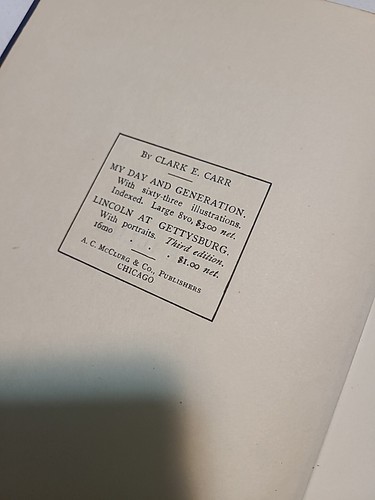 By CLARK E. CARR
MY DAY AND GENERATION.
With sixty-three illustrations.
Indexed. Large 8vo, $3.00 net.
LINCOLN AT GETTYSBURG.
With portraits. Third edition.
16mo . . . $1.00 net.
A. C. McCLURG & Co., PUBLISHERS
CHICAGO